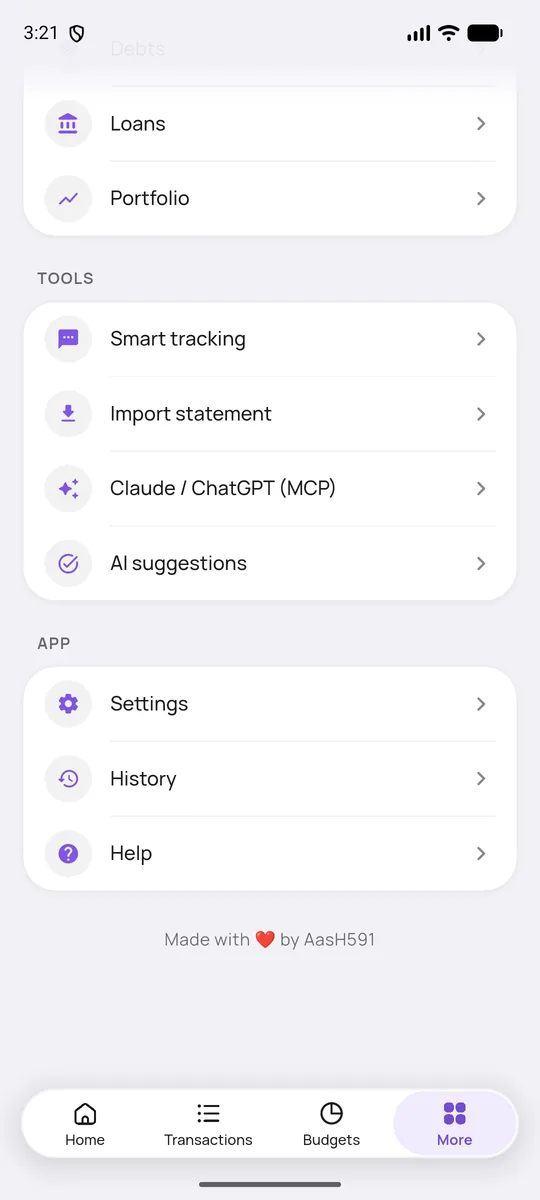 3:21
Debts
Loans
Portfolio
TOOLS
Smart tracking
Import statement
Claude / ChatGPT (MCP)
AI suggestions
APP
Settings
History
Help
Made with ❤️ by AasH591
Home
Transactions
Budgets
More